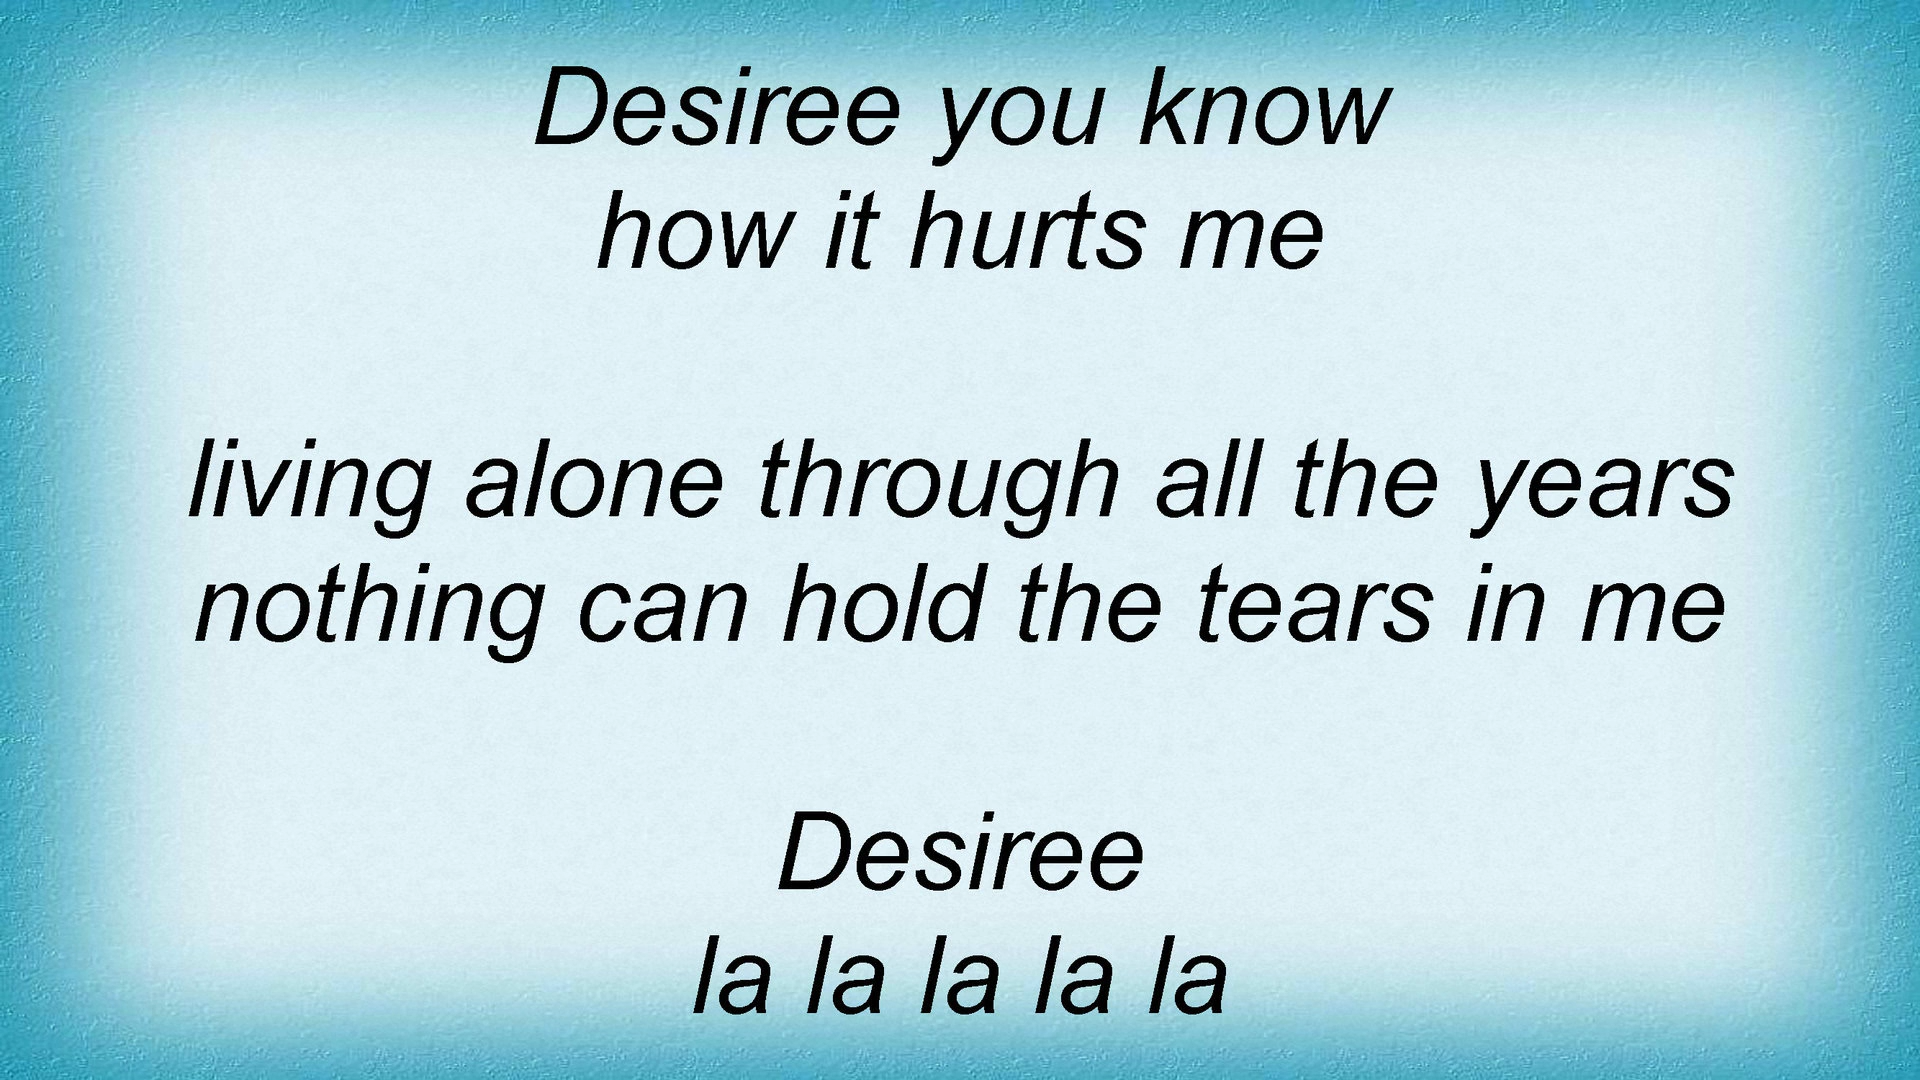 Desiree you know
how it hurts me
living alone through all the years
nothing can hold the tears in me
Desiree
la la la la la